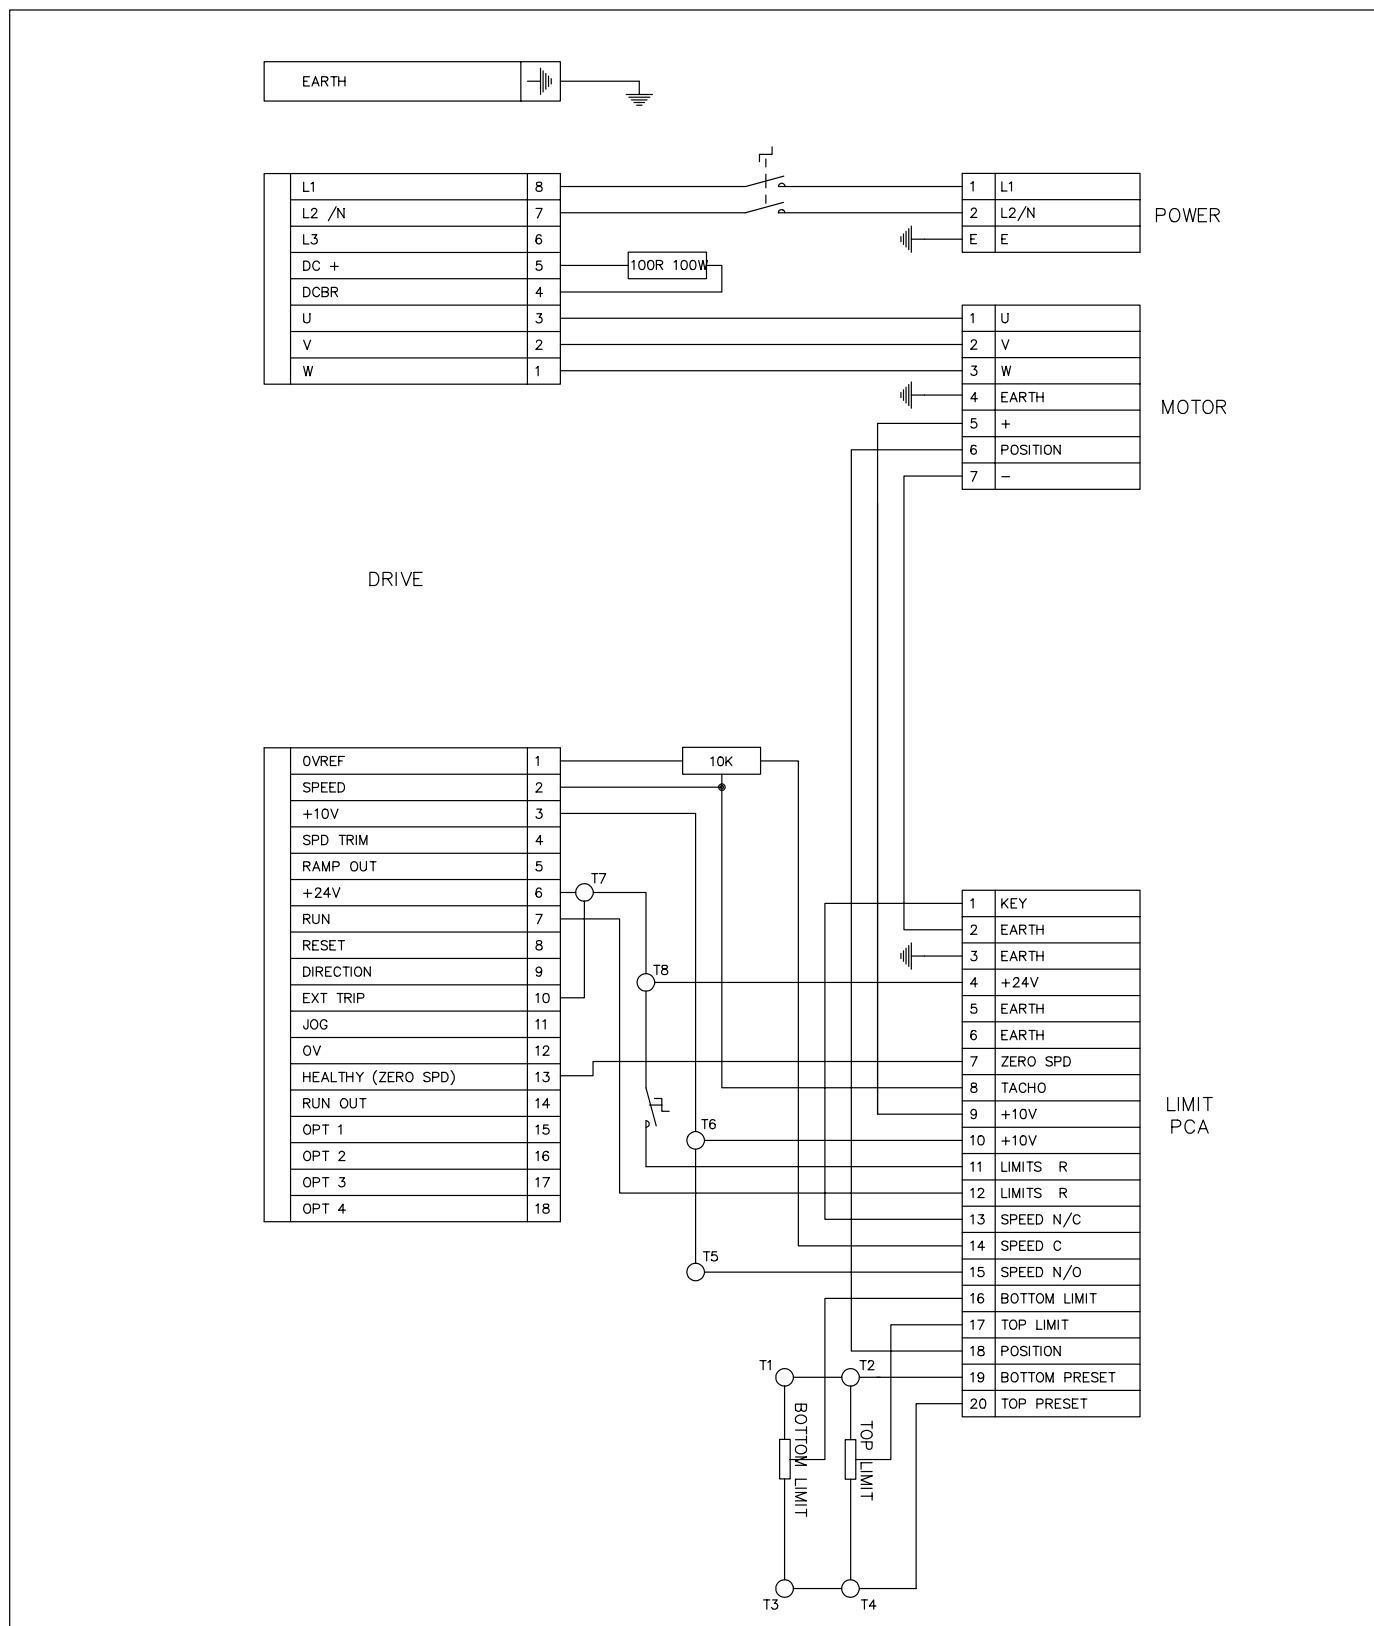 EARTH
L1 8
L2 /N 7
L3 6
DC + 5
DCBR 4
U 3
V 2
W 1
100R 100W
1 L1
2 L2/N
E E
POWER
1 U
2 V
3 W
4 EARTH
5 +
6 POSITION
7 -
MOTOR
DRIVE
0VREF 1
SPEED 2
+10V 3
SPD TRIM 4
RAMP OUT 5
+24V 6
RUN 7
RESET 8
DIRECTION 9
EXT TRIP 10
JOG 11
0V 12
HEALTHY (ZERO SPD) 13
RUN OUT 14
OPT 1 15
OPT 2 16
OPT 3 17
OPT 4 18
10K
T7
T8
T6
T5
1 KEY
2 EARTH
3 EARTH
4 +24V
5 EARTH
6 EARTH
7 ZERO SPD
8 TACHO
9 +10V
10 +10V
11 LIMITS R
12 LIMITS R
13 SPEED N/C
14 SPEED C
15 SPEED N/O
16 BOTTOM LIMIT
17 TOP LIMIT
18 POSITION
19 BOTTOM PRESET
20 TOP PRESET
LIMIT
PCA
T1
T2
BOTTOM LIMIT
TOP LIMIT
T3
T4